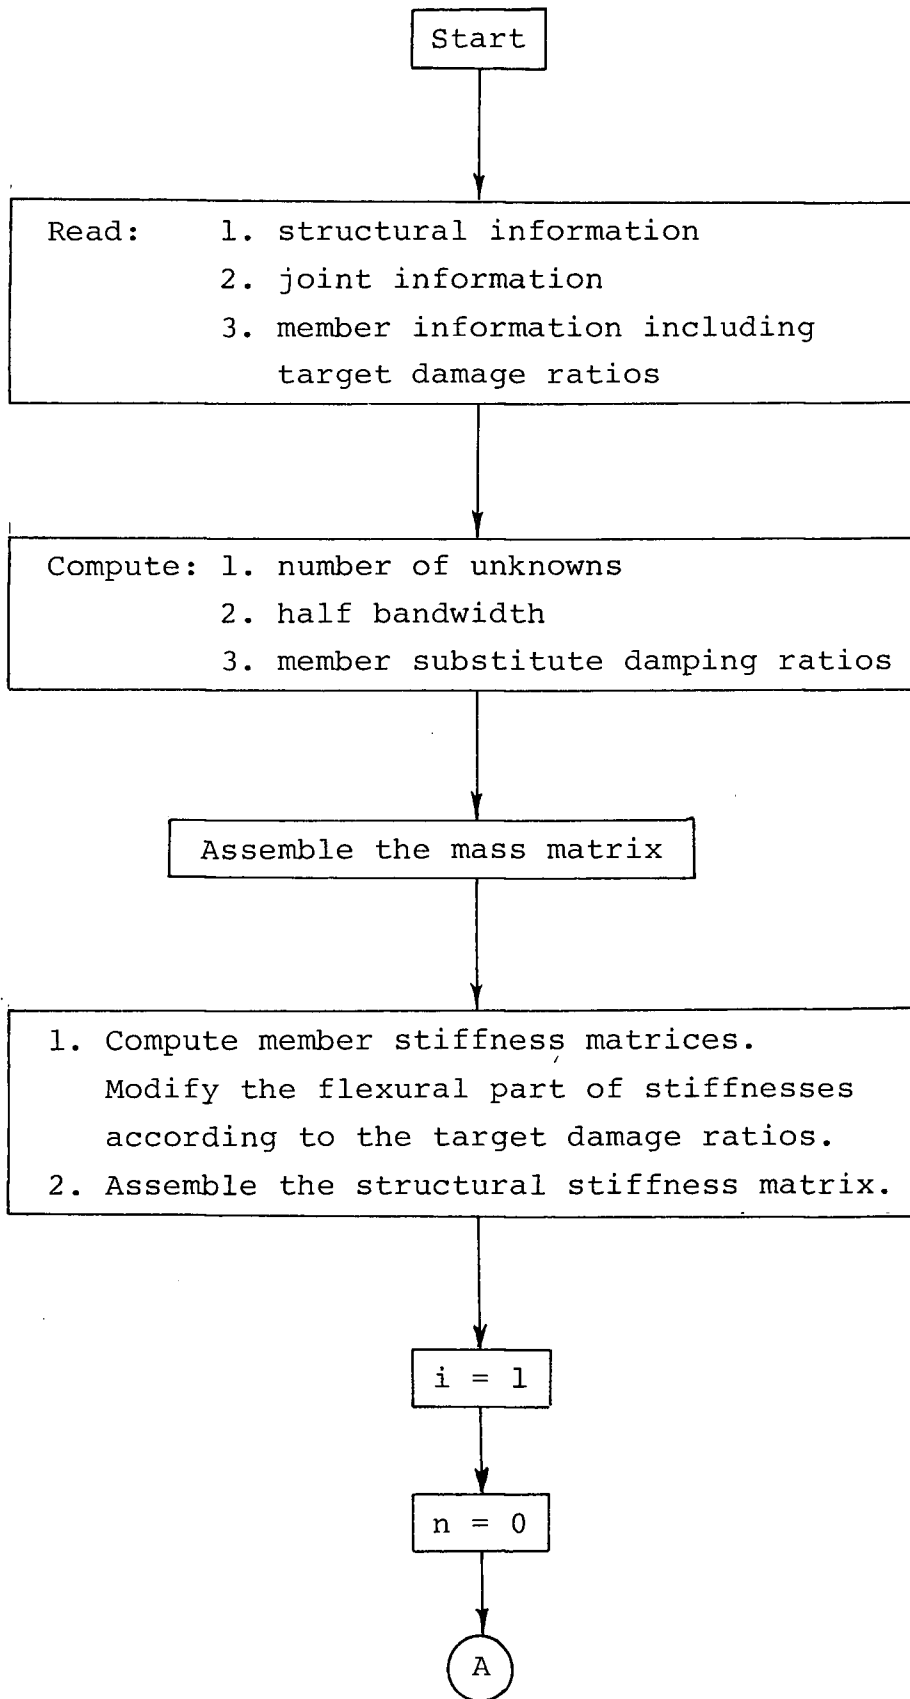 Start
Read: 1. structural information
2. joint information
3. member information including
target damage ratios
Compute: 1. number of unknowns
2. half bandwidth
3. member substitute damping ratios
Assemble the mass matrix
1. Compute member stiffness matrices.
Modify the flexural part of stiffnesses
according to the target damage ratios.
2. Assemble the structural stiffness matrix.
i = 1
n = 0
A